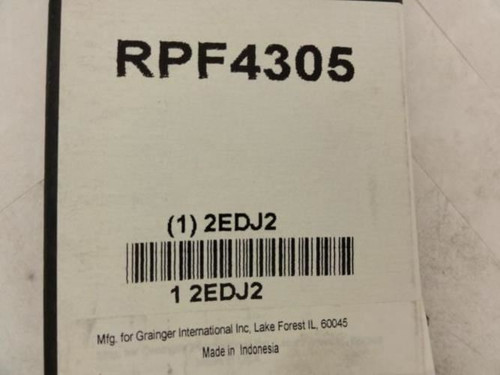 RPF4305
(1) 2EDJ2
1 2EDJ2
Mfg. for Grainger International Inc, Lake Forest IL, 60045
Made in Indonesia